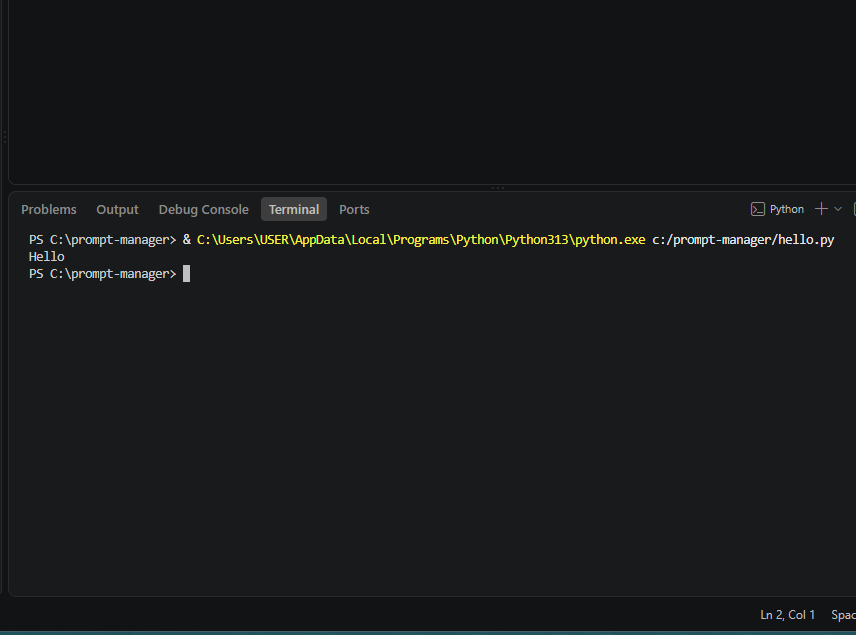 Problems Output Debug Console Terminal Ports Python
PS C:\prompt-manager> & C:\Users\USER\AppData\Local\Programs\Python\Python313\python.exe c:/prompt-manager/hello.py
Hello
PS C:\prompt-manager>
Ln 2, Col 1